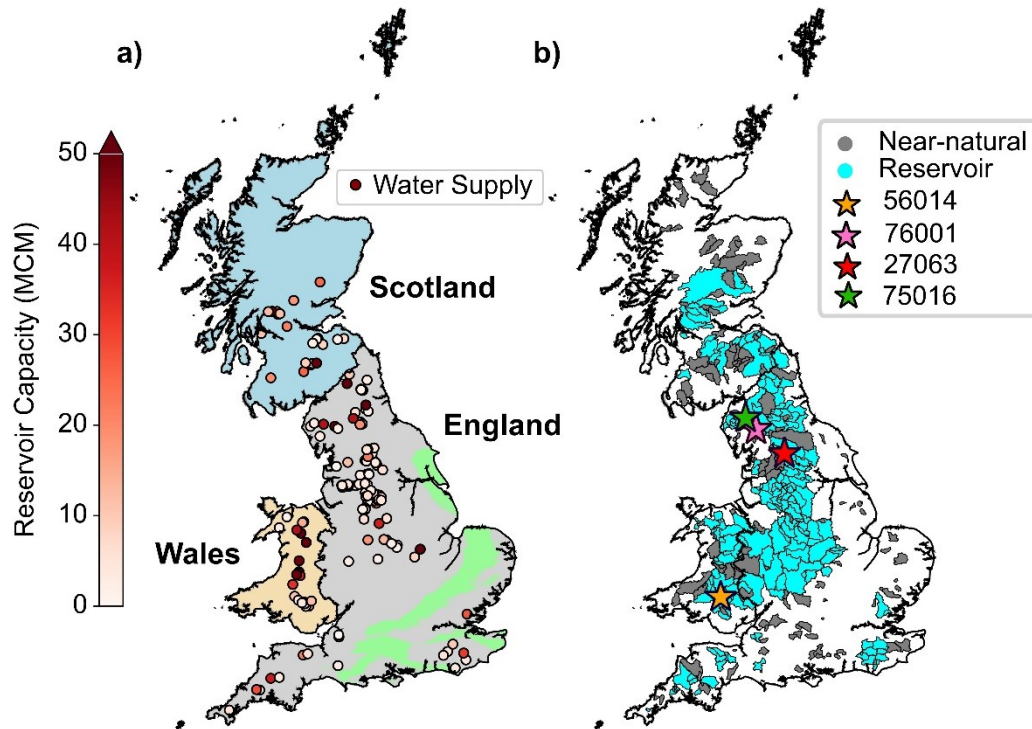 a)
b)
Reservoir Capacity (MCM)
50
40
30
20
10
0
Water Supply
Scotland
England
Wales
Near-natural
Reservoir
56014
76001
27063
75016